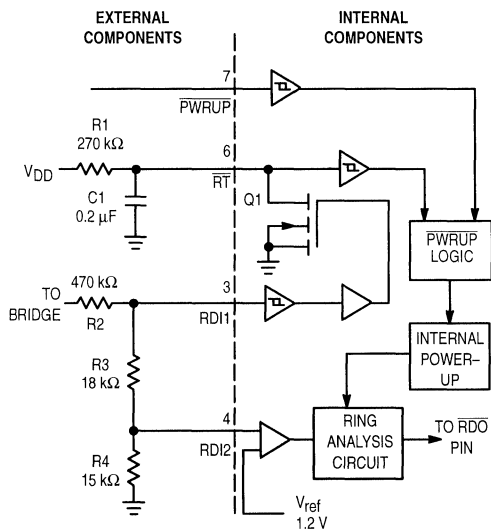 EXTERNAL
COMPONENTS
INTERNAL
COMPONENTS
7
PWRUP
R1
270 kΩ
6
VDD
RT
C1
0.2 µF
Q1
PWRUP
LOGIC
470 kΩ
TO
BRIDGE
R2
3
RDI1
INTERNAL
POWER–
UP
R3
18 kΩ
4
RDI2
RING
ANALYSIS
CIRCUIT
TO RDO
PIN
R4
15 kΩ
Vref
1.2 V